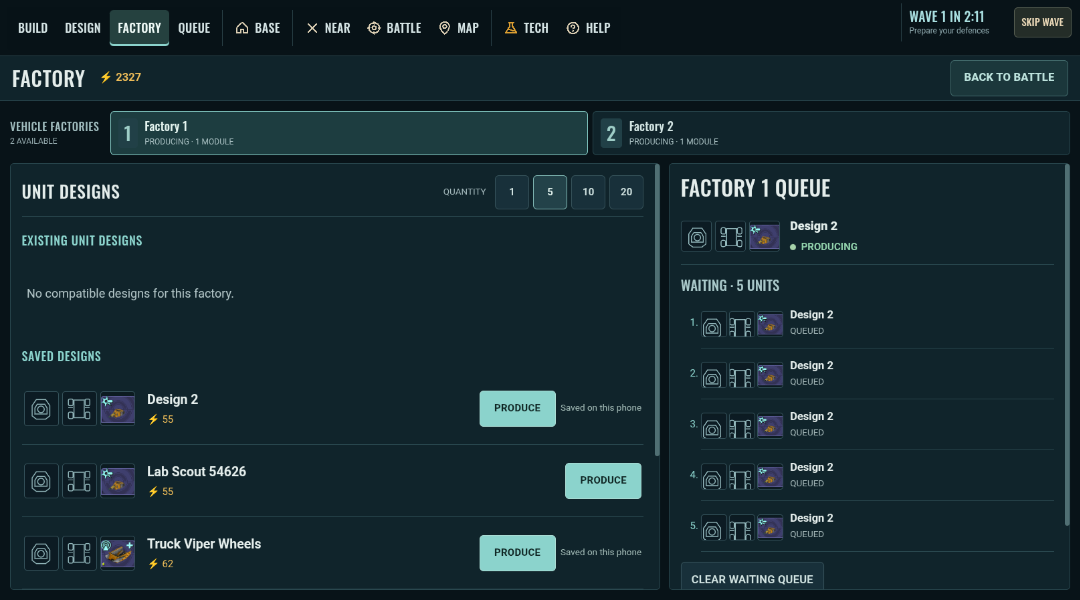 BUILD DESIGN FACTORY QUEUE BASE NEAR BATTLE MAP TECH HELP
WAVE 1 IN 2:11
Prepare your defences
SKIP WAVE
FACTORY 2327
BACK TO BATTLE
VEHICLE FACTORIES
2 AVAILABLE
1 Factory 1
PRODUCING · 1 MODULE
2 Factory 2
PRODUCING · 1 MODULE
UNIT DESIGNS
QUANTITY 1 5 10 20
EXISTING UNIT DESIGNS
No compatible designs for this factory.
SAVED DESIGNS
Design 2
55
PRODUCE Saved on this phone
Lab Scout 54626
55
PRODUCE
Truck Viper Wheels
62
PRODUCE Saved on this phone
FACTORY 1 QUEUE
Design 2
PRODUCING
WAITING · 5 UNITS
1. Design 2
QUEUED
2. Design 2
QUEUED
3. Design 2
QUEUED
4. Design 2
QUEUED
5. Design 2
QUEUED
CLEAR WAITING QUEUE